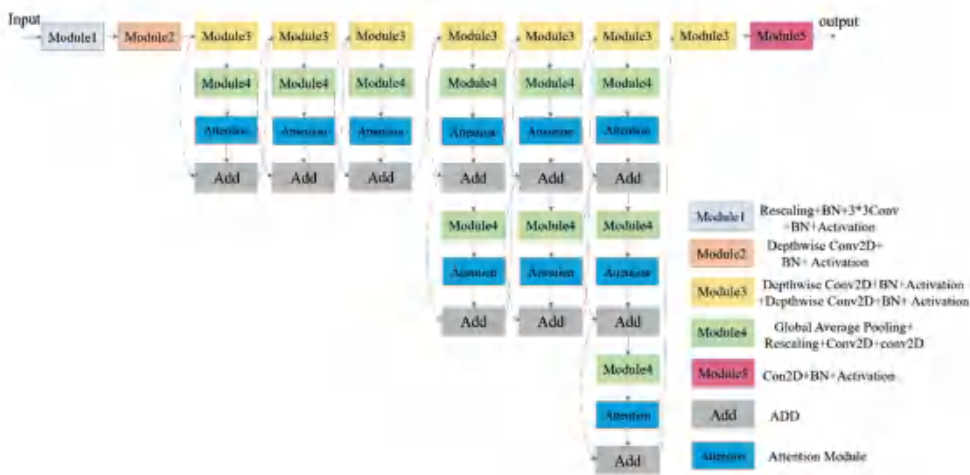 Input
output
Module1 Module2 Module3 Module3 Module3 Module3 Module3 Module3 Module3 Module5
Module4 Module4 Module4 Module4 Module4 Module4
Attention Attention Attention Attention Attention Attention
Add Add Add Add Add Add
Module4 Module4 Module4
Attention Attention Attention
Add Add Add
Module4
Attention
Add
Module1 Rescaling+BN+3*3Conv
+BN+Activation
Module2 Depthwise Conv2D+
BN+ Activation
Module3 Depthwise Conv2D+BN+Activation
+Depthwise Conv2D+BN+ Activation
Module4 Global Average Pooling+
Rescaling+Conv2D+conv2D
Module5 Con2D+BN+Activation
Add ADD
Attention Attention Module